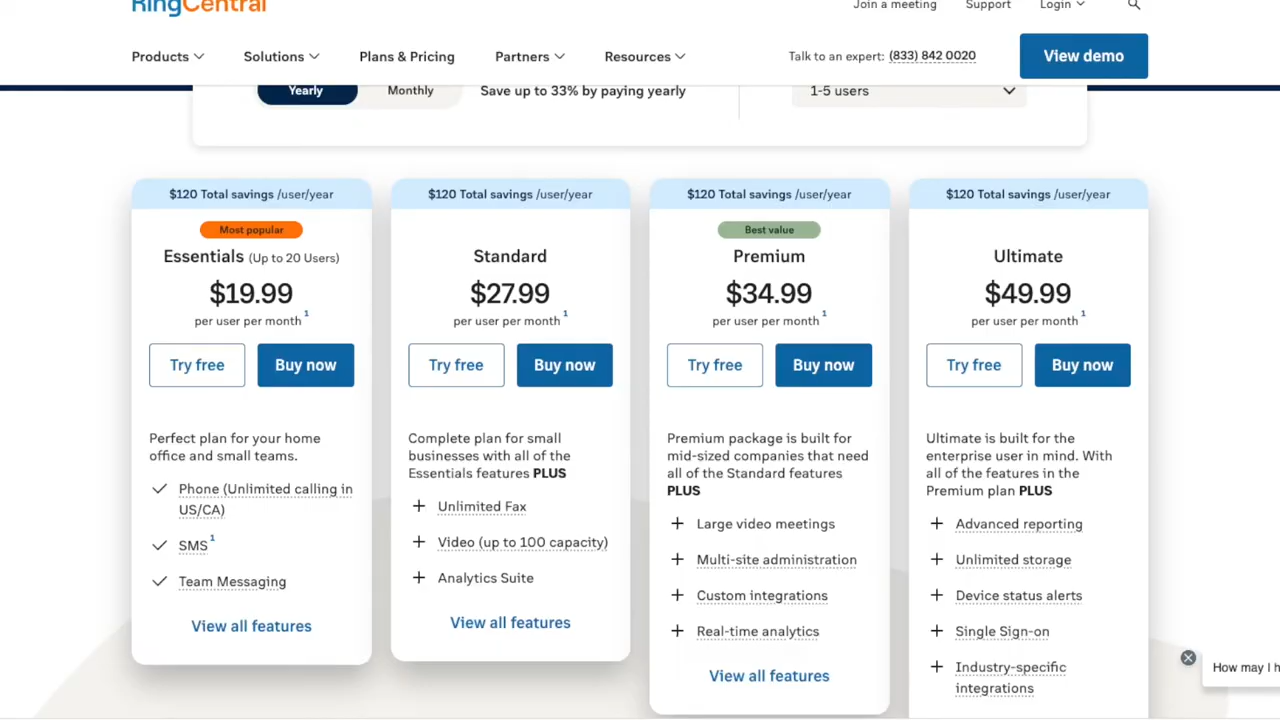 RingCentral
Join a meeting Support Login
Products Solutions Plans & Pricing Partners Resources Talk to an expert: (833) 842 0020 View demo
Yearly Monthly Save up to 33% by paying yearly 1-5 users
$120 Total savings /user/year
Most popular
Essentials (Up to 20 Users)
$19.99
per user per month 1
Try free Buy now
Perfect plan for your home
office and small teams.
Phone (Unlimited calling in
US/CA)
SMS 1
Team Messaging
View all features
$120 Total savings /user/year
Standard
$27.99
per user per month 1
Try free Buy now
Complete plan for small
businesses with all of the
Essentials features PLUS
+ Unlimited Fax
+ Video (up to 100 capacity)
+ Analytics Suite
View all features
$120 Total savings /user/year
Best value
Premium
$34.99
per user per month 1
Try free Buy now
Premium package is built for
mid-sized companies that need
all of the Standard features
PLUS
+ Large video meetings
+ Multi-site administration
+ Custom integrations
+ Real-time analytics
View all features
$120 Total savings /user/year
Ultimate
$49.99
per user per month 1
Try free Buy now
Ultimate is built for the
enterprise user in mind. With
all of the features in the
Premium plan PLUS
+ Advanced reporting
+ Unlimited storage
+ Device status alerts
+ Single Sign-on
+ Industry-specific
integrations
How may I h